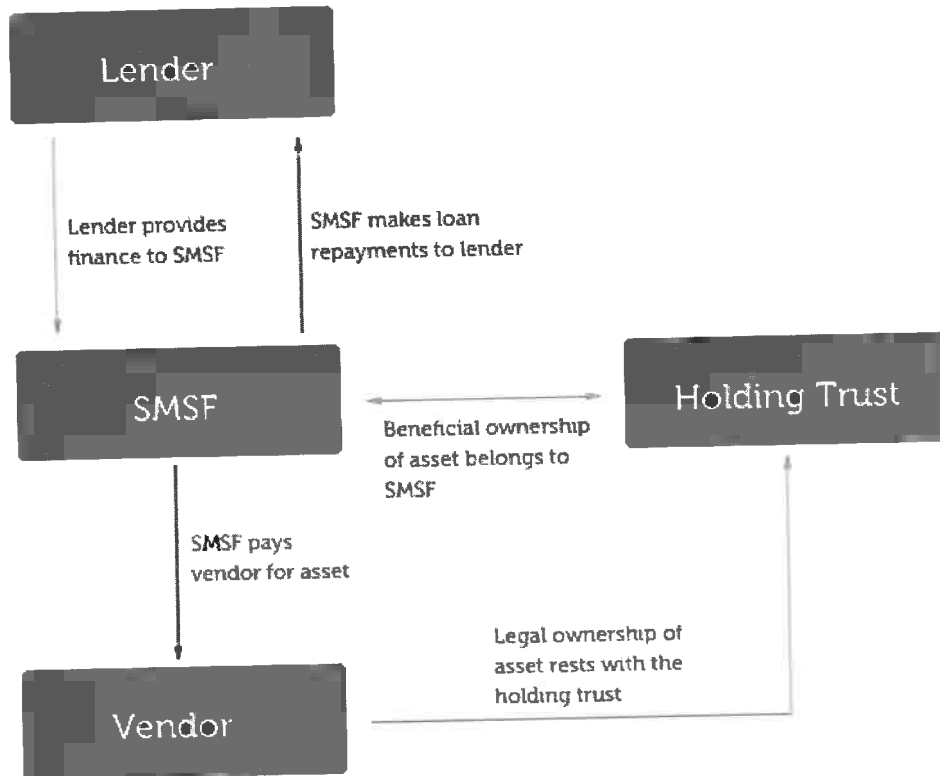 Lender
Lender provides
finance to SMSF
SMSF makes loan
repayments to lender
SMSF
Holding Trust
Beneficial ownership
of asset belongs to
SMSF
SMSF pays
vendor for asset
Legal ownership of
asset rests with the
holding trust
Vendor